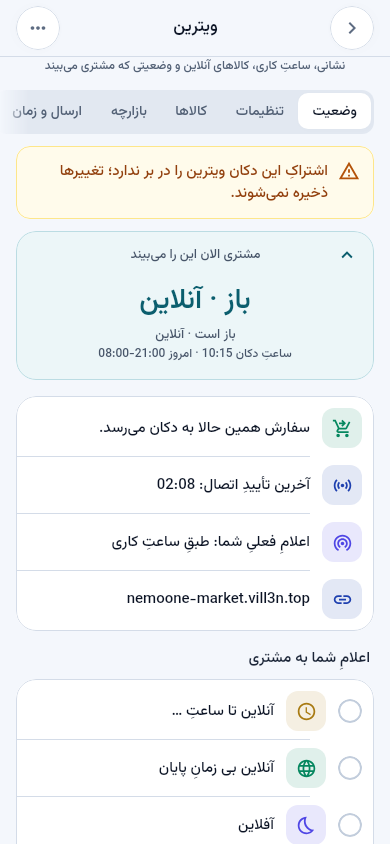 ویترین
نشانی، ساعتِ کاری، کالاهای آنلاین و وضعیتی که مشتری می‌بیند
وضعیت
تنظیمات
کالاها
بازارچه
ارسال و زمان
اشتراکِ این دکان ویترین را در بر ندارد؛ تغییرها
ذخیره نمی‌شوند.
مشتری الان این را می‌بیند
باز · آنلاین
باز است · آنلاین
ساعتِ دکان 10:15 · امروز 08:00–21:00
سفارش همین حالا به دکان می‌رسد.
آخرین تأییدِ اتصال: 02:08
اعلامِ فعلیِ شما: طبقِ ساعتِ کاری
nemoone-market.vill3n.top
اعلامِ شما به مشتری
آنلاین تا ساعتِ ...
آنلاین بی زمانِ پایان
آفلاین